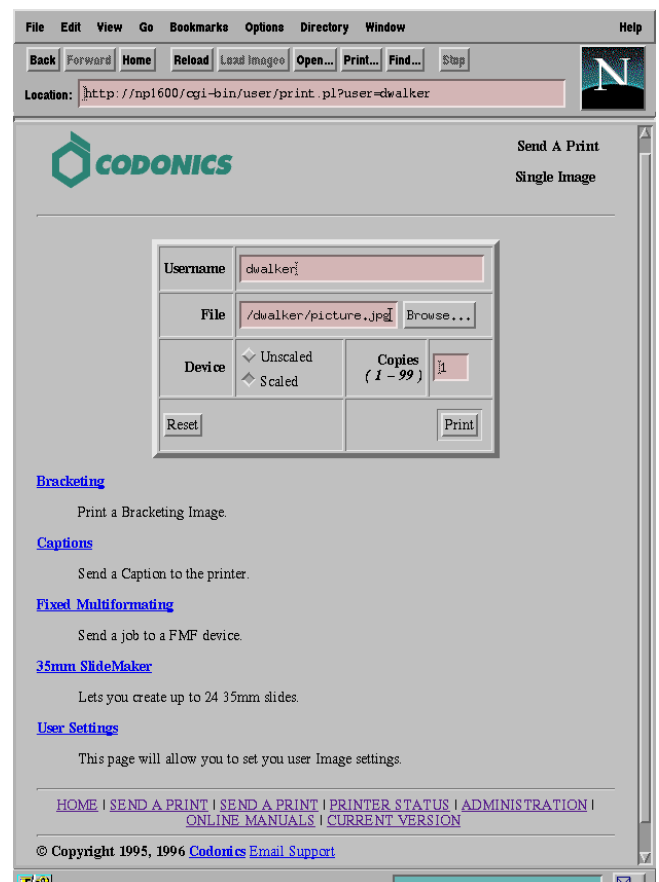 File Edit View Go Bookmarks Options Directory Window Help
Back Forward Home Reload Load Images Open... Print... Find... Stop
N
Location: http://np1600/cgi-bin/user/print.pl?user=dwalker
CODONICS
Send A Print
Single Image
Username dwalker
File /dwalker/picture.jpg Browse...
Device Unscaled Copies 1
Scaled ( 1 – 99 )
Reset Print
Bracketing
Print a Bracketing Image.
Captions
Send a Caption to the printer.
Fixed Multiformating
Send a job to a FMF device.
35mm SlideMaker
Lets you create up to 24 35mm slides.
User Settings
This page will allow you to set you user Image settings.
HOME | SEND A PRINT | SEND A PRINT | PRINTER STATUS | ADMINISTRATION |
ONLINE MANUALS | CURRENT VERSION
© Copyright 1995, 1996 Codonics Email Support